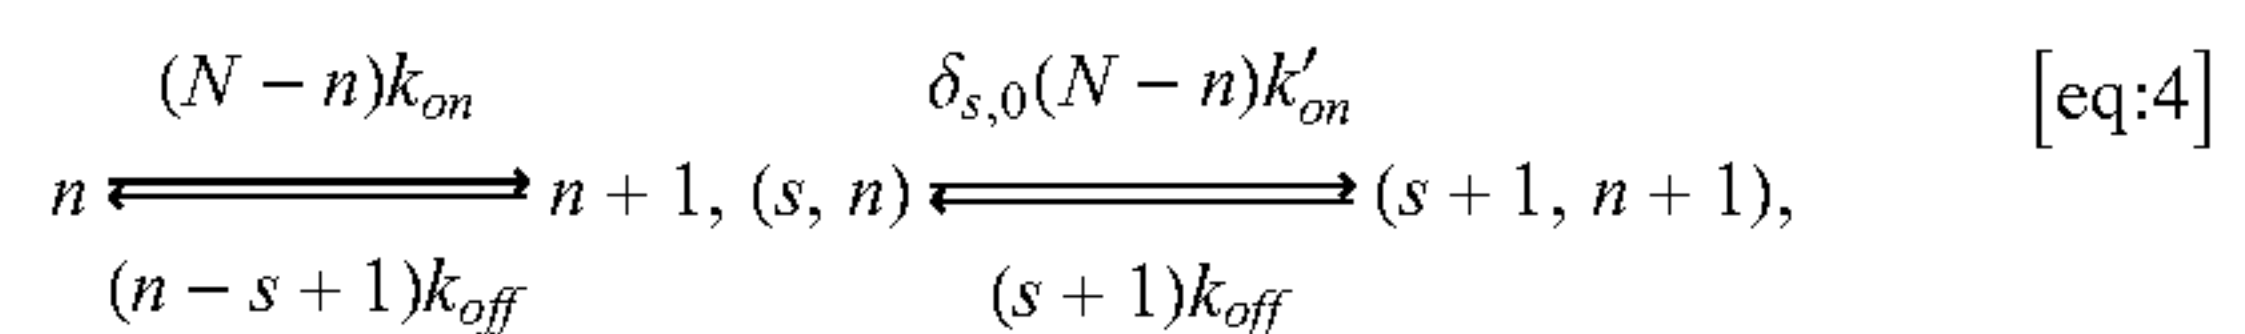 (N − n)k_on δ_{s,0}(N − n)k′_on [eq:4]
n ⇌ n + 1, (s, n) ⇌ (s + 1, n + 1),
(n − s + 1)k_off (s + 1)k_off